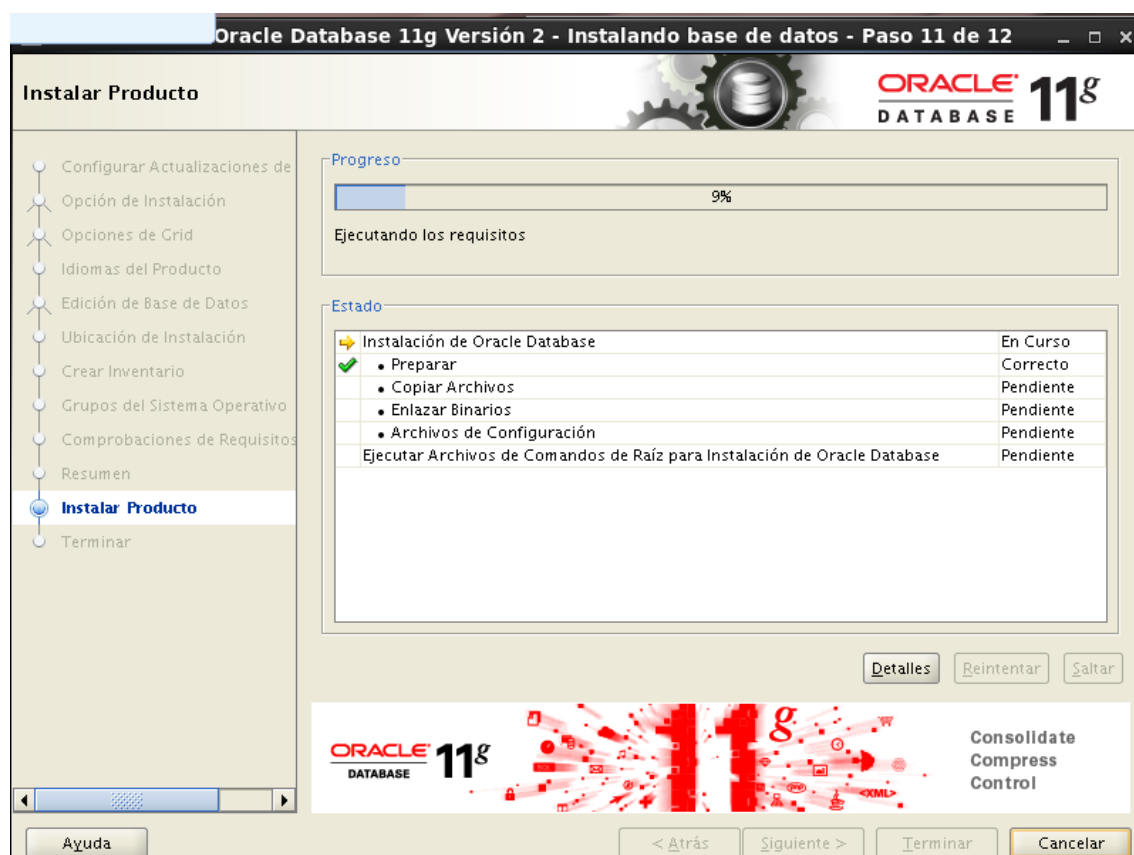 Oracle Database 11g Versión 2 - Instalando base de datos - Paso 11 de 12
Instalar Producto
ORACLE
DATABASE
11g
Configurar Actualizaciones de
Opción de Instalación
Opciones de Grid
Idiomas del Producto
Edición de Base de Datos
Ubicación de Instalación
Crear Inventario
Grupos del Sistema Operativo
Comprobaciones de Requisitos
Resumen
Instalar Producto
Terminar
Progreso
9%
Ejecutando los requisitos
Estado
Instalación de Oracle Database En Curso
• Preparar Correcto
• Copiar Archivos Pendiente
• Enlazar Binarios Pendiente
• Archivos de Configuración Pendiente
Ejecutar Archivos de Comandos de Raíz para Instalación de Oracle Database Pendiente
Detalles Reintentar Saltar
ORACLE
DATABASE
11g
11g
<XML>
Consolidate
Compress
Control
Ayuda < Atrás Siguiente > Terminar Cancelar